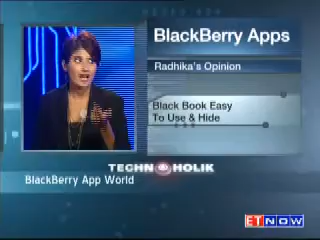 BlackBerry Apps
Radhika's Opinion
Black Book Easy
To Use & Hide
TECHNOHOLIK
BlackBerry App World
ET NOW